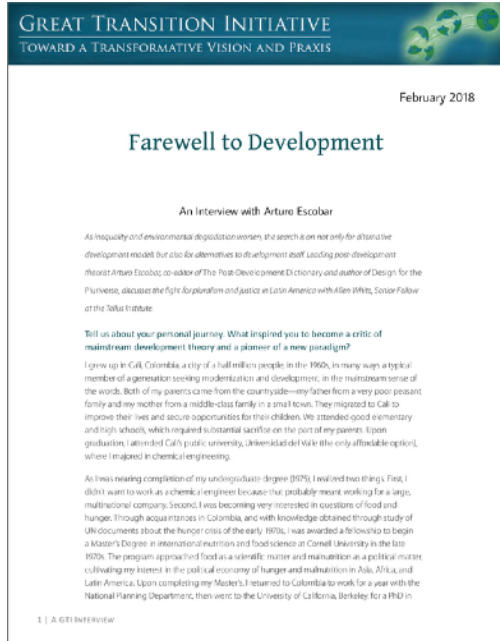 GREAT TRANSITION INITIATIVE
TOWARD A TRANSFORMATIVE VISION AND PRAXIS
February 2018
Farewell to Development
An Interview with Arturo Escobar
As inequality and environmental degradation worsen, the search is on not only for alternative
development models but also for alternatives to development itself. Leading post-development
theorist Arturo Escobar, co-editor of The Post-Development Dictionary and author of Design for the
Pluriverse, discusses the fight for pluralism and justice in Latin America with Allen White, Senior Fellow
at the Tellus Institute.
Tell us about your personal journey. What inspired you to become a critic of
mainstream development theory and a pioneer of a new paradigm?
I grew up in Cali, Colombia, a city of a half million people, in the 1960s, in many ways a typical
member of a generation seeking modernization and development, in the mainstream sense of
the words. Both of my parents came from the countryside—my father from a very poor peasant
family and my mother from a middle-class family in a small town. They migrated to Cali to
improve their lives and secure opportunities for their children. We attended good elementary
and high schools, which required substantial sacrifice on the part of my parents. Upon
graduation, I attended Cali's public university, Universidad del Valle (the only affordable option),
where I majored in chemical engineering.
As I was nearing completion of my undergraduate degree (1975), I realized two things. First, I
didn't want to work as a chemical engineer because that probably meant working for a large,
multinational company. Second, I was becoming very interested in questions of food and
hunger. Through acquaintances in Colombia, and with knowledge obtained through study of
UN documents about the hunger crisis of the early 1970s, I was awarded a fellowship to begin
a Master's Degree in international nutrition and food science at Cornell University in the late
1970s. The program approached food as a scientific matter and malnutrition as a political matter,
cultivating my interest in the political economy of hunger and malnutrition in Asia, Africa, and
Latin America. Upon completing my Master's, I returned to Colombia to work for a year with the
National Planning Department, then went to the University of California, Berkeley, for a PhD in
1 | A GTI INTERVIEW